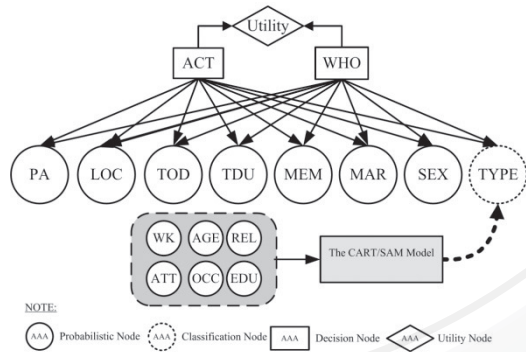 Utility
ACT WHO
PA LOC TOD TDU MEM MAR SEX TYPE
WK AGE REL
The CART/SAM Model
ATT OCC EDU
NOTE:
AAA Probabilistic Node AAA Classification Node AAA Decision Node AAA Utility Node